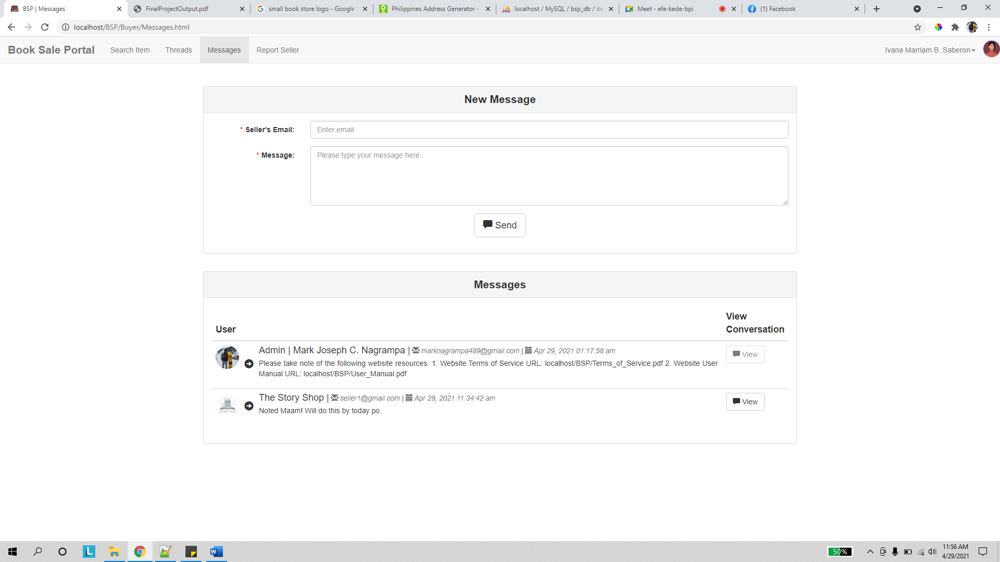 BSP | Messages
FinalProjectOutput.pdf
small book store logo - Google
Philippines Address Generator -
localhost / MySQL / bsp_db / ite
Meet - efe-kede-bpi
(1) Facebook
localhost/BSP/Buyer/Messages.html
Book Sale Portal
Search Item
Threads
Messages
Report Seller
Ivana Marriam B. Saberon
New Message
* Seller's Email:
Enter email
* Message:
Please type your message here.
Send
Messages
User
View
Conversation
Admin | Mark Joseph C. Nagrampa | marknagrampa489@gmail.com | Apr 29, 2021 01:17:58 am
View
Please take note of the following website resources: 1. Website Terms of Service URL: localhost/BSP/Terms_of_Service.pdf 2. Website User
Manual URL: localhost/BSP/User_Manual.pdf
The Story Shop | seller1@gmail.com | Apr 29, 2021 11:34:42 am
View
Noted Maam! Will do this by today po.
50%
11:56 AM
4/29/2021